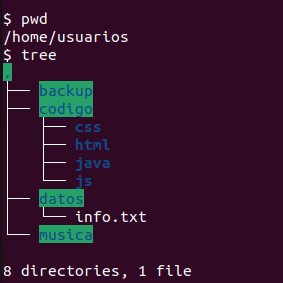 $ pwd
/home/usuarios
$ tree
.
├── backup
├── codigo
│   ├── css
│   ├── html
│   ├── java
│   └── js
├── datos
│   └── info.txt
└── musica
8 directories, 1 file